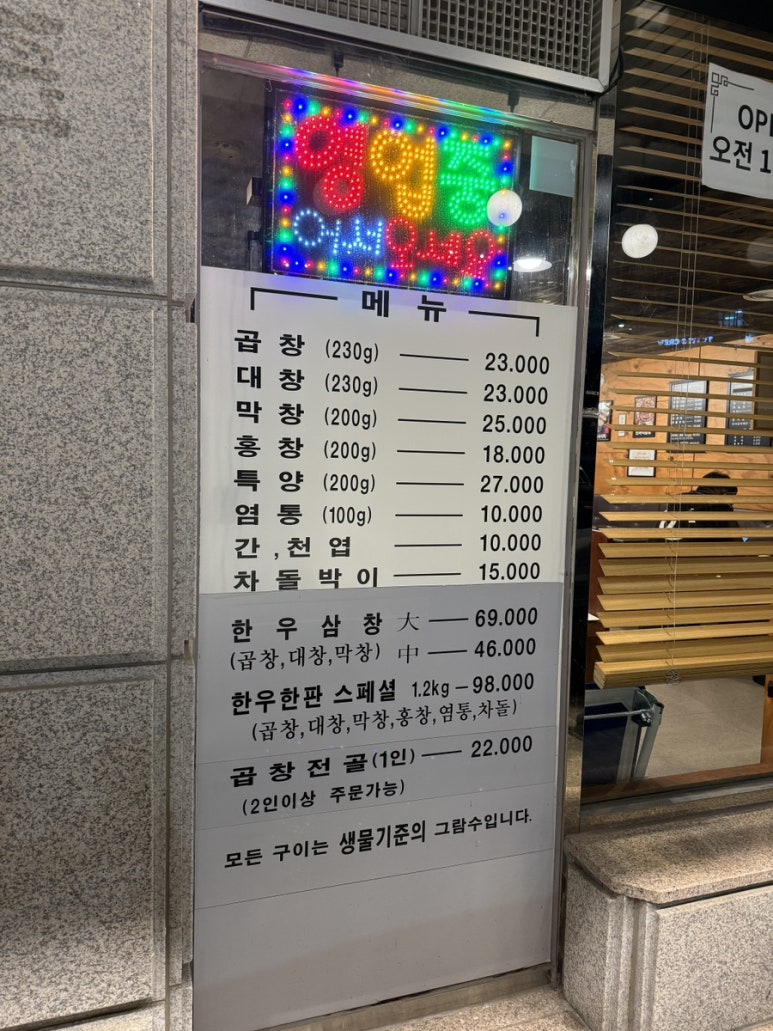 영업중
어서오세요
OPE
오전 1
메 뉴
곱 창 (230g) 23.000
대 창 (230g) 23.000
막 창 (200g) 25.000
홍 창 (200g) 18.000
특 양 (200g) 27.000
염 통 (100g) 10.000
간 , 천 엽 10.000
차 돌 박 이 15.000
한 우 삼 창 大 69.000
(곱창,대창,막창) 中 46.000
한우한판 스페셜 1.2kg 98.000
(곱창,대창,막창,홍창,염통,차돌)
곱 창 전 골 (1인) 22.000
(2인이상 주문가능)
모든 구이는 생물기준의 그람수입니다.